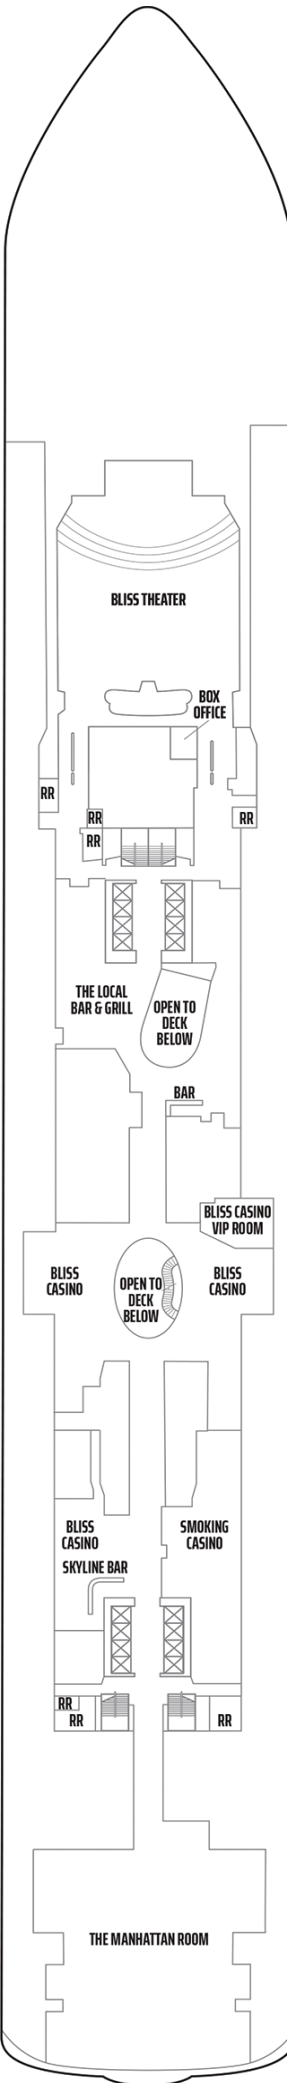 BLISS THEATER
BOX
OFFICE
RR
RR
RR
RR
THE LOCAL
BAR & GRILL
OPEN TO
DECK
BELOW
BAR
BLISS CASINO
VIP ROOM
BLISS
CASINO
OPEN TO
DECK
BELOW
BLISS
CASINO
BLISS
CASINO
SMOKING
CASINO
SKYLINE BAR
RR
RR
RR
THE MANHATTAN ROOM